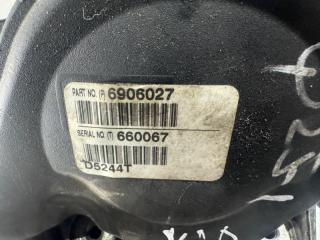 PART NO. (P) 6906027
SERIAL NO. (T) 660067
D5244T